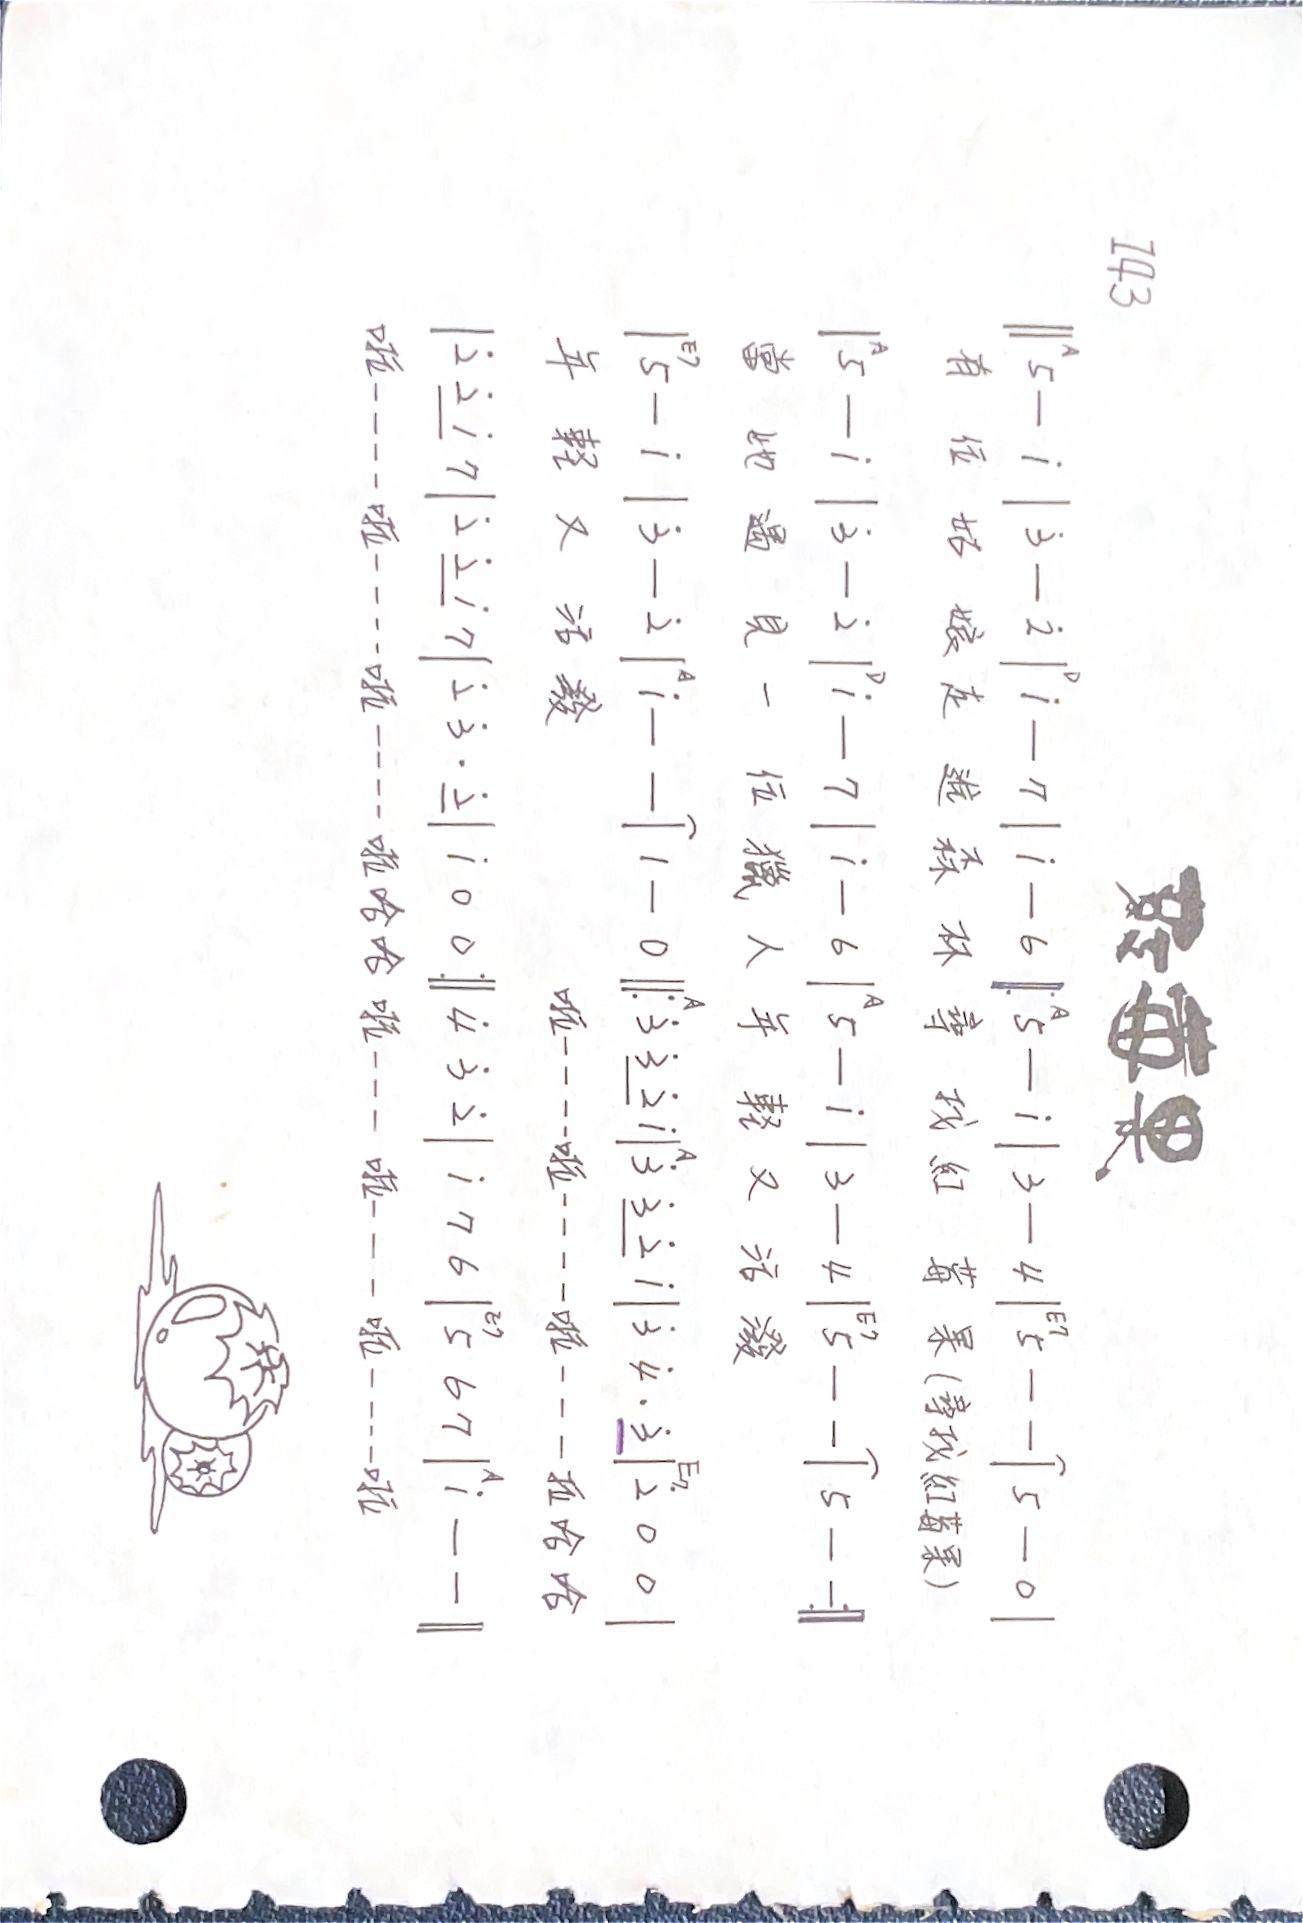 莓果
143
‖A 5 — i̇ | 3̇ — 2̇ |D i̇ — 7 | i̇ — 6 ‖:A 5 — i̇ | 3 — 4 |E7 5 — — | 5 — 0 |
有 位 姑 娘 走 進 森 林 尋 找 紅 莓 果 (尋找紅莓果)
|A 5 — i̇ | 3̇ — 2̇ |D i̇ — 7 | i̇ — 6 |A 5 — i̇ | 3 — 4 |E7 5 — — | 5 — — :‖
當 她 遇 見 一 位 獵 人 年 輕 又 活 潑
|E7 5 — i̇ | 3̇ — 2̇ |A i̇ — — | 1 — 0 ‖:A 3̇ 3̇ 2̇ i̇ |A 3̇ 3̇ 2̇ i̇ | 3̇ 4̇ · 3̇ |E7 2̇ 0 0 |
年 輕 又 活 潑 啦----啦----啦---拉哈哈
| 2̇ 2̇ i̇ 7 | 2̇ 2̇ i̇ 7 | 2̇ 3̇ · 2̇ | i̇ 0 0 :‖ 4̇ 3̇ 2̇ | i̇ 7 6 |E7 5 6 7 |A i̇ — — ‖
啦----啦----啦----啦哈哈 啦--- 啦--- 啦----啦